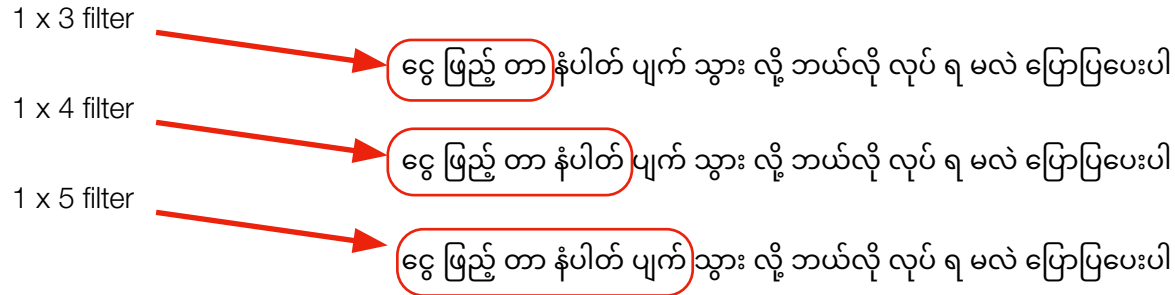 1 x 3 filter
ငွေ ဖြည့် တာ နံပါတ် ပျက် သွား လို့ ဘယ်လို လုပ် ရ မလဲ ပြောပြပေးပါ
1 x 4 filter
ငွေ ဖြည့် တာ နံပါတ် ပျက် သွား လို့ ဘယ်လို လုပ် ရ မလဲ ပြောပြပေးပါ
1 x 5 filter
ငွေ ဖြည့် တာ နံပါတ် ပျက် သွား လို့ ဘယ်လို လုပ် ရ မလဲ ပြောပြပေးပါ